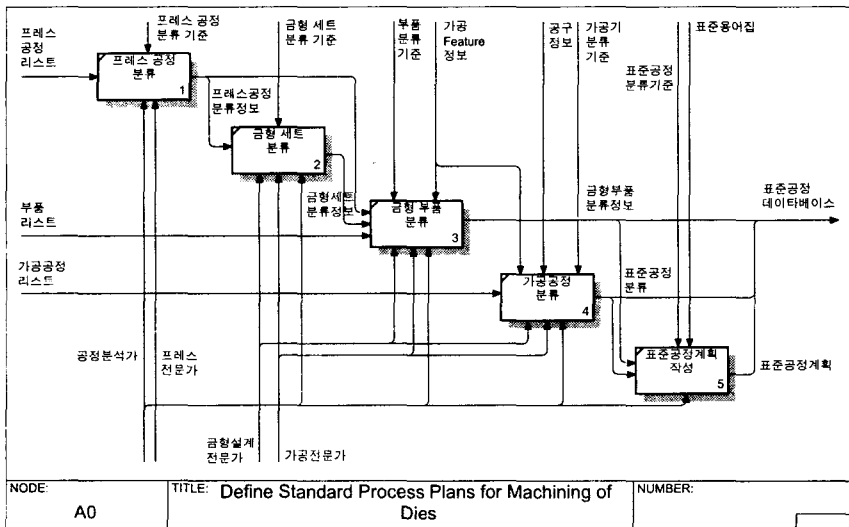 프레스
공정
리스트
프레스 공정
분류 기준
금형 세트
분류 기준
부품
분류
기준
가공
Feature
정보
공구
정보
가공기
분류
기준
표준용어집
표준공정
분류기준
프레스 공정
분류
1
프레스공정
분류정보
금형 세트
분류
2
금형세트
분류정보
부품
리스트
금형 부품
분류
3
금형부품
분류정보
표준공정
데이타베이스
가공공정
리스트
가공공정
분류
4
표준공정
분류
공정분석가
프레스
전문가
표준공정계획
작성
5
표준공정계획
금형설계
전문가
가공전문가
NODE:
A0
TITLE: Define Standard Process Plans for Machining of
Dies
NUMBER: